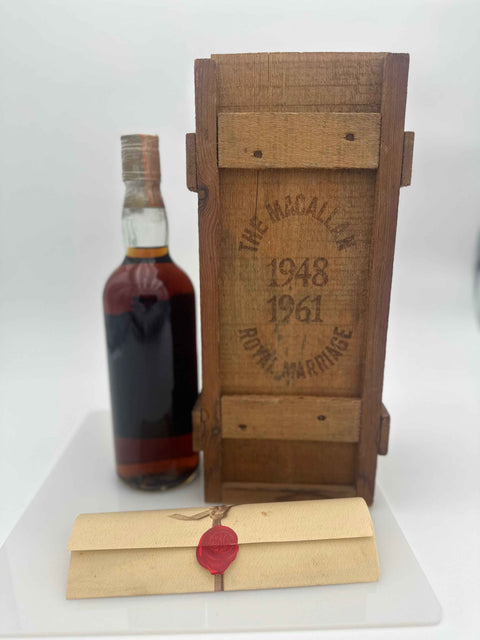 THE MACALLAN
1948
1961
ROYAL MARRIAGE